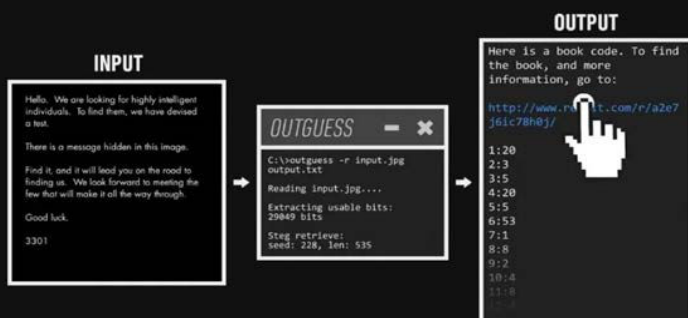 INPUT
Hello. We are looking for highly intelligent
individuals. To find them, we have devised
a test.
There is a message hidden in this image.
Find it, and it will lead you on the road to
finding us. We look forward to meeting the
few that will make it all the way through.
Good luck.
3301
OUTGUESS
C:\>outguess -r input.jpg
output.txt
Reading input.jpg....
Extracting usable bits:
29049 bits
Steg retrieve:
seed: 228, len: 535
OUTPUT
Here is a book code. To find
the book, and more
information, go to:
j6ic78h0j/
1:20
2:3
3:5
4:20
5:5
6:53
7:1
8:8
9:2
10:4
11:8